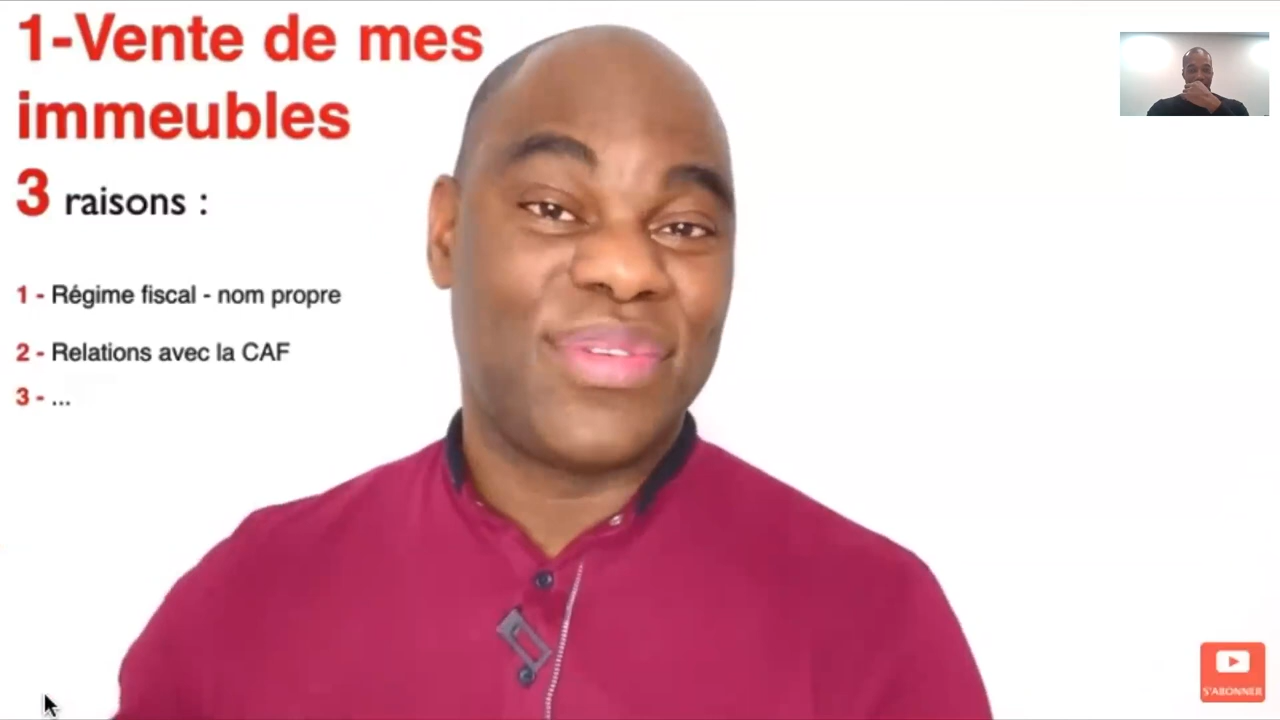 1-Vente de mes
immeubles
3 raisons :
1 - Régime fiscal - nom propre
2 - Relations avec la CAF
3 - ...
S'ABONNER